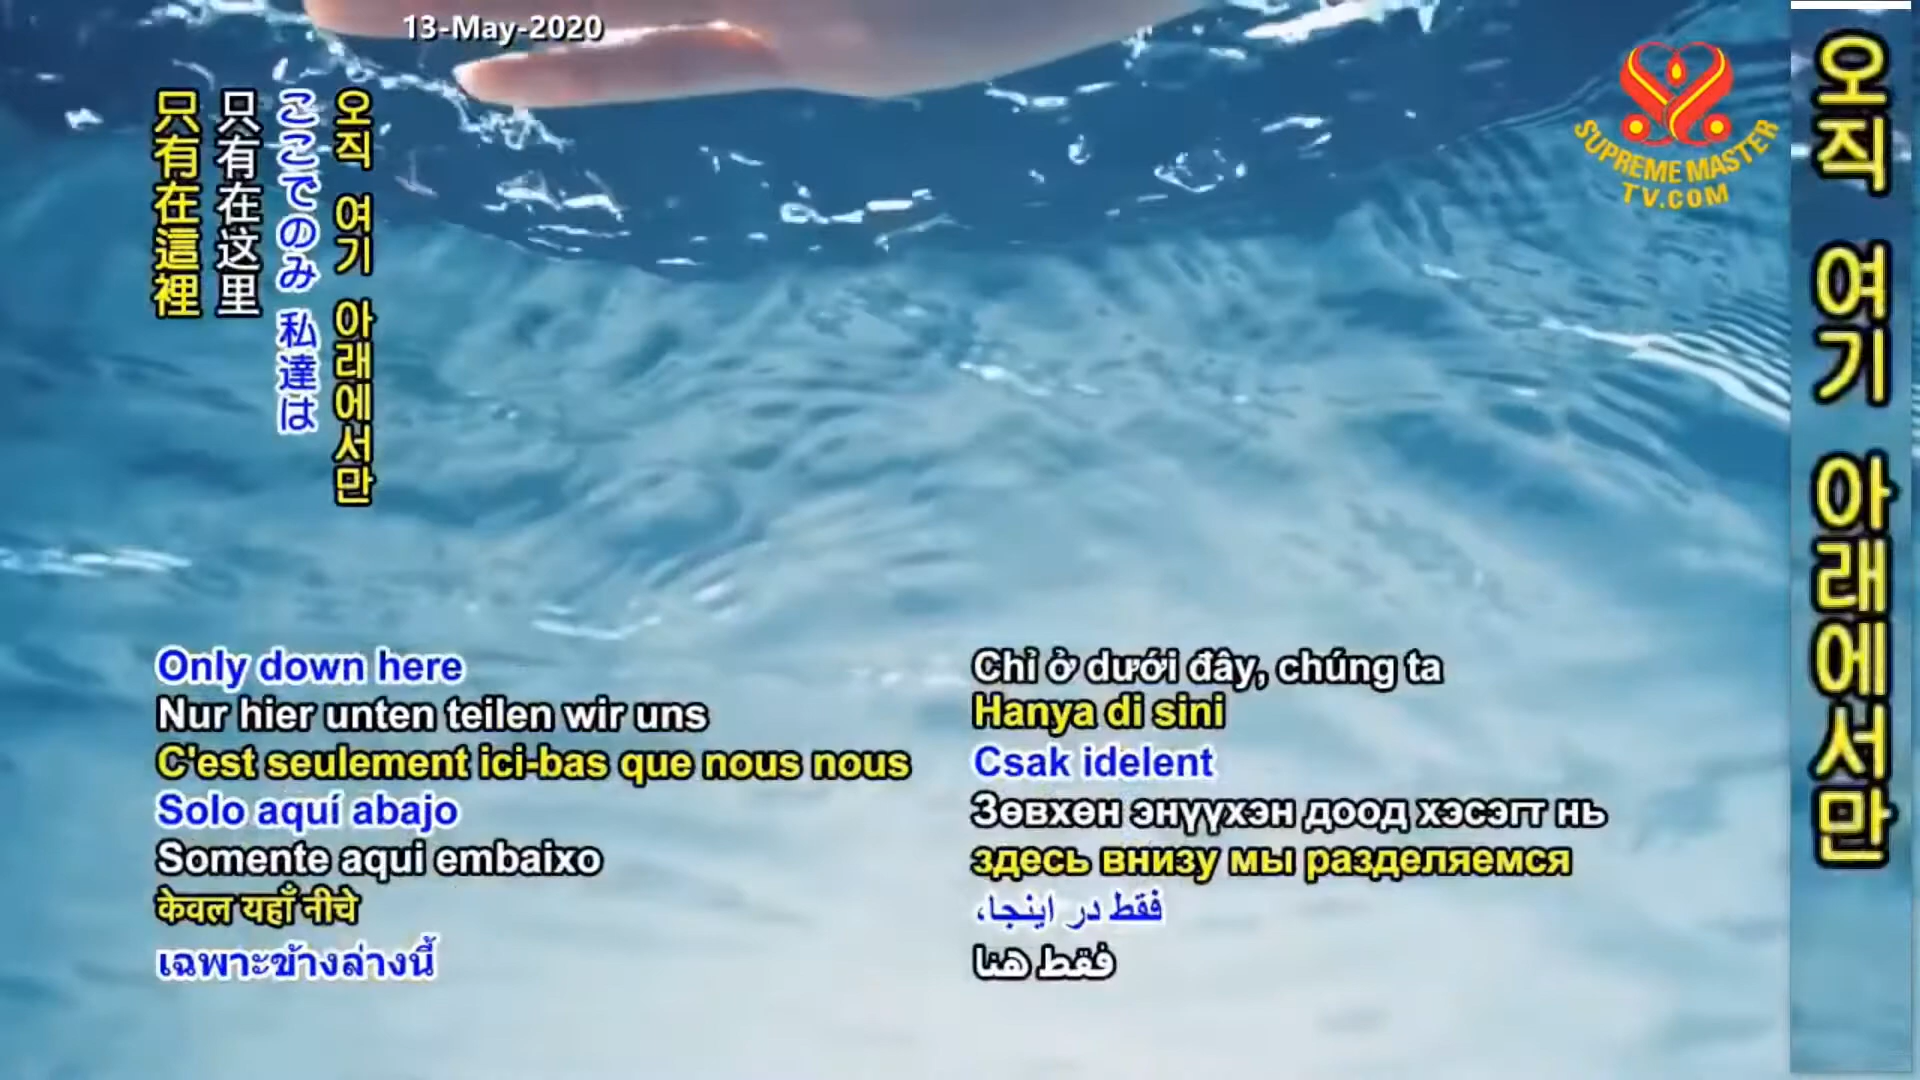 13-May-2020
SUPREME MASTER
TV.COM
오직 여기 아래에서만
오직 여기 아래에서만
ここでのみ 私達は
只有在这里
只有在這裡
Only down here
Nur hier unten teilen wir uns
C'est seulement ici-bas que nous nous
Solo aquí abajo
Somente aqui embaixo
केवल यहाँ नीचे
เฉพาะข้างล่างนี้
Chỉ ở dưới đây, chúng ta
Hanya di sini
Csak idelent
Зөвхөн энүүхэн доод хэсэгт нь
здесь внизу мы разделяемся
فقط در اینجا،
فقط هنا